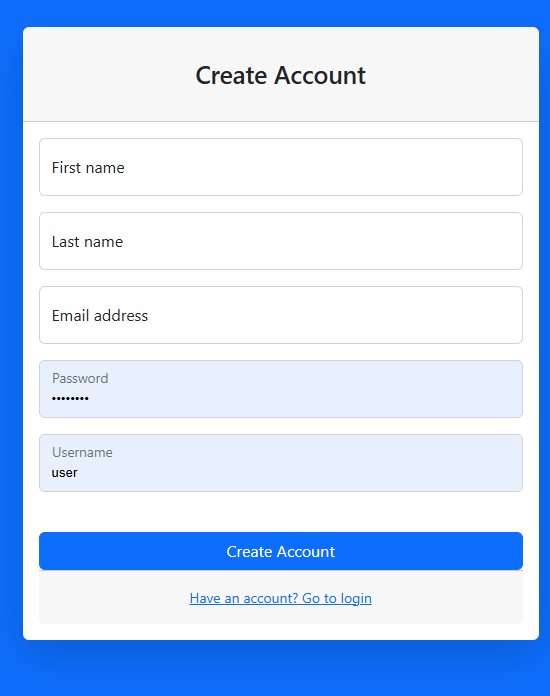 Create Account
First name
Last name
Email address
Password
••••••••
Username
user
Create Account
Have an account? Go to login